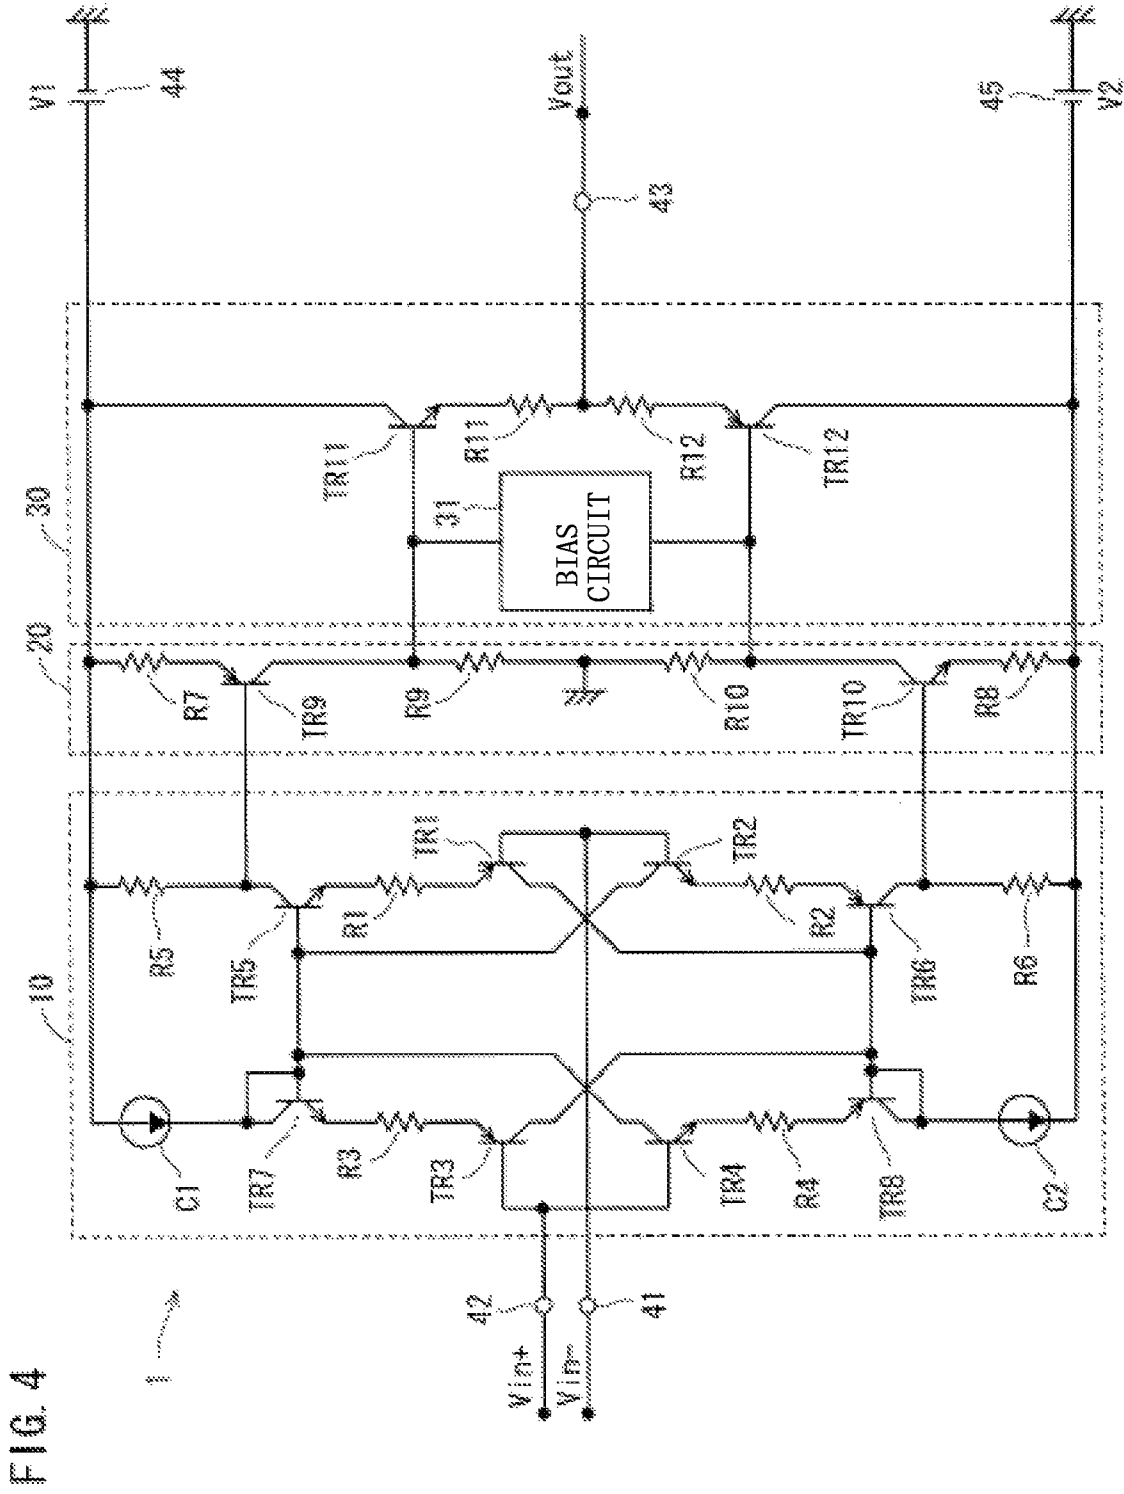 FIG. 4
1
10
20
30
V1
44
C1
R5
R7
TR7
TR5
TR9
TR11
R3
R1
R9
R11
31
TR3
TR1
BIAS
CIRCUIT
Vin+
42
Vin-
41
Vout
43
TR4
TR2
R10
R12
R4
R2
TR8
TR6
TR10
TR12
C2
R6
R8
45
V2